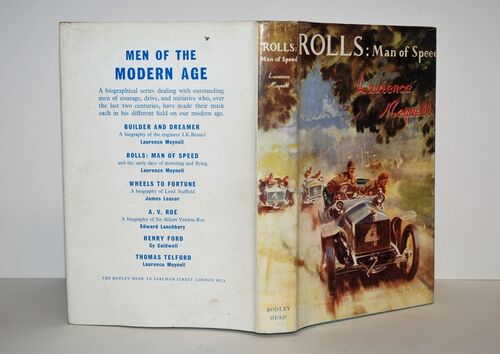 MEN OF THE
MODERN AGE
A biographical series dealing with outstanding
men of courage, drive, and initiative who, over
the last two centuries, have made their mark
each in his different field on our modern age.
BUILDER AND DREAMER
A biography of the engineer I.K.Brunel
Laurence Meynell
ROLLS: MAN OF SPEED
and the early days of motoring and flying
Laurence Meynell
WHEELS TO FORTUNE
A biography of Lord Nuffield
James Leasor
A. V. ROE
A biography of Sir Alliott Verdon-Roe
Edward Lanchbery
HENRY FORD
Cy Caldwell
THOMAS TELFORD
Laurence Meynell
THE BODLEY HEAD 10 EARLHAM STREET LONDON WC2
ROLLS:
Man of Speed
Laurence
Meynell
BODLEY
HEAD
ROLLS: Man of Speed
Laurence
Meynell
4